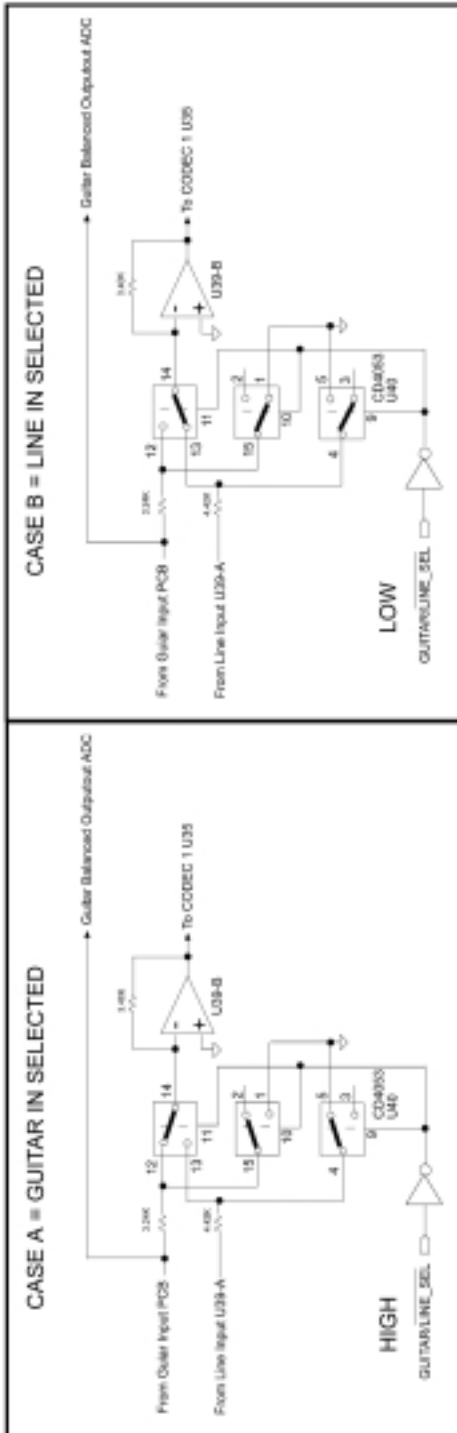 CASE A = GUITAR IN SELECTED
Guitar Balanced Outputout ADC
From Guiar Input PCB
From Line Input U39-A
To CODEC 1 U35
U39-B
12
13
14
11
15
2
1
10
4
5
3
9
CD4053
U40
HIGH
GUITAR/LINE_SEL
CASE B = LINE IN SELECTED
Guitar Balanced Outputout ADC
From Guiar Input PCB
From Line Input U39-A
To CODEC 1 U35
U39-B
12
13
14
11
15
2
1
10
4
5
3
9
CD4053
U40
LOW
GUITAR/LINE_SEL